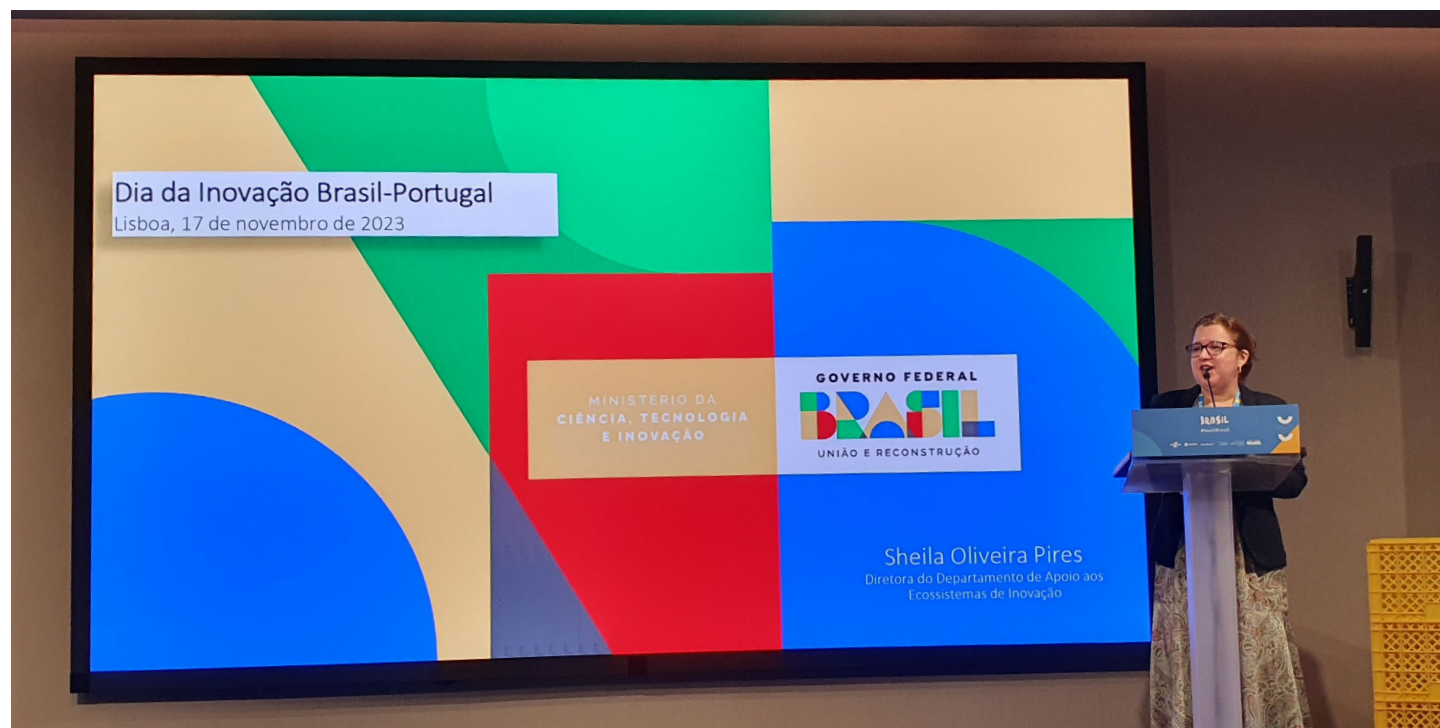 Dia da Inovação Brasil-Portugal
Lisboa, 17 de novembro de 2023
MINISTÉRIO DA
CIÊNCIA, TECNOLOGIA
E INOVAÇÃO
GOVERNO FEDERAL
BRASIL
UNIÃO E RECONSTRUÇÃO
Sheila Oliveira Pires
Diretora do Departamento de Apoio aos
Ecossistemas de Inovação
BRASIL